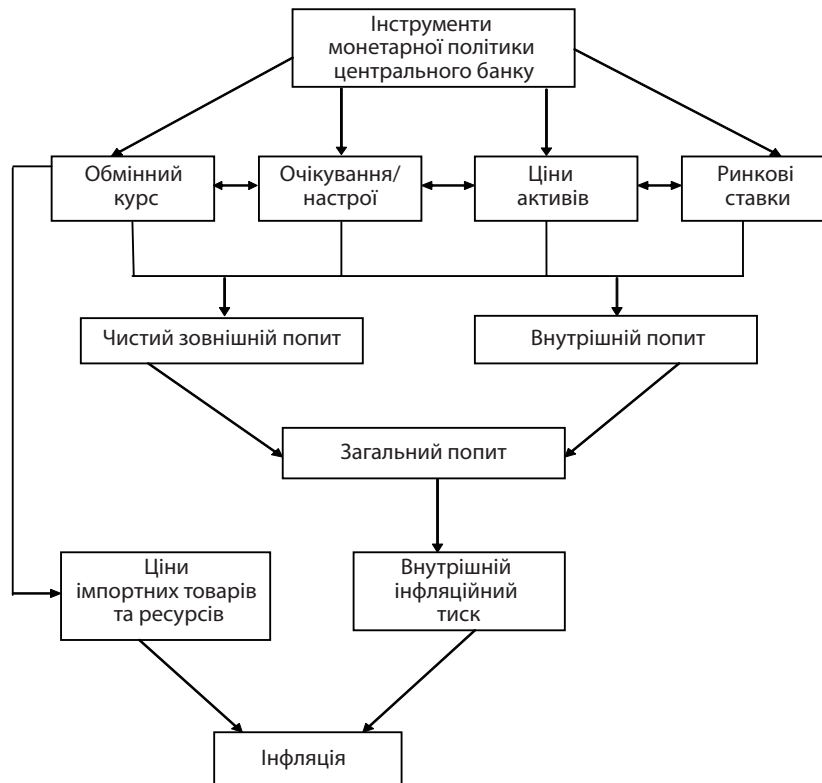 Інструменти
монетарної політики
центрального банку
Обмінний
курс
Очікування/
настрої
Ціни
активів
Ринкові
ставки
Чистий зовнішній попит
Внутрішній попит
Загальний попит
Ціни
імпортних товарів
та ресурсів
Внутрішній
інфляційний
тиск
Інфляція